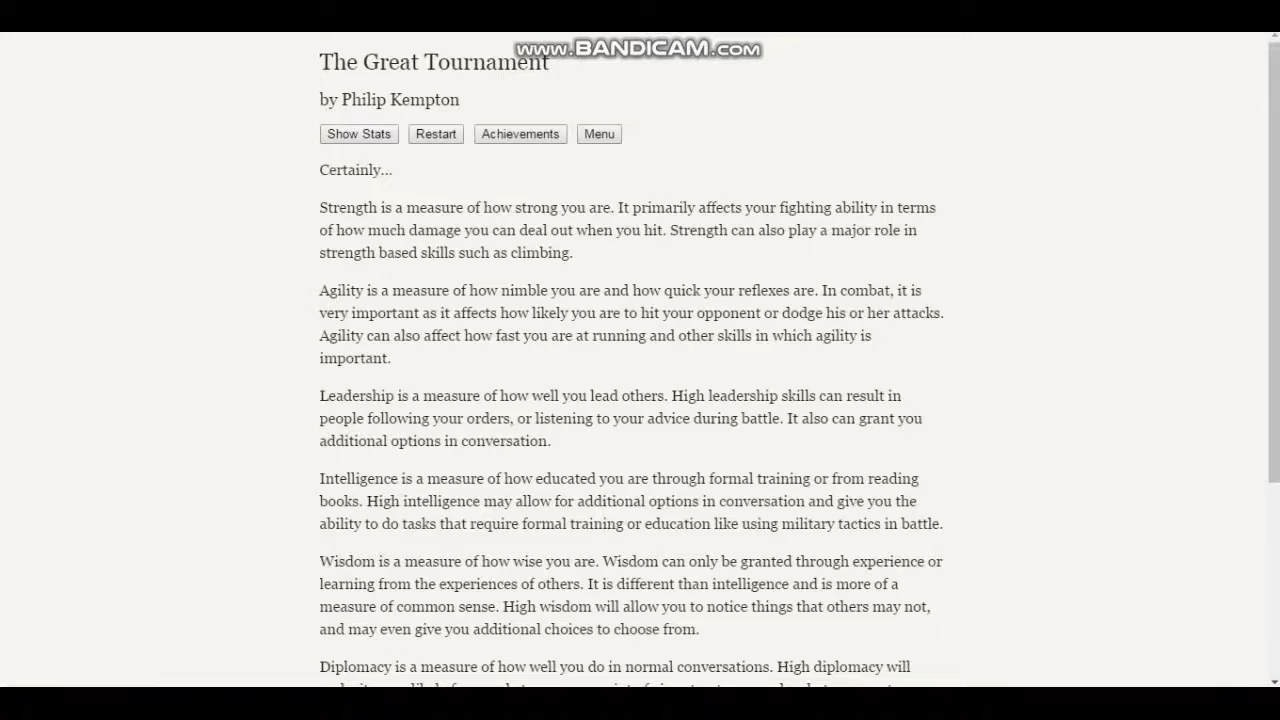 www.BANDICAM.com
The Great Tournament
by Philip Kempton
Show Stats Restart Achievements Menu
Certainly...
Strength is a measure of how strong you are. It primarily affects your fighting ability in terms
of how much damage you can deal out when you hit. Strength can also play a major role in
strength based skills such as climbing.
Agility is a measure of how nimble you are and how quick your reflexes are. In combat, it is
very important as it affects how likely you are to hit your opponent or dodge his or her attacks.
Agility can also affect how fast you are at running and other skills in which agility is
important.
Leadership is a measure of how well you lead others. High leadership skills can result in
people following your orders, or listening to your advice during battle. It also can grant you
additional options in conversation.
Intelligence is a measure of how educated you are through formal training or from reading
books. High intelligence may allow for additional options in conversation and give you the
ability to do tasks that require formal training or education like using military tactics in battle.
Wisdom is a measure of how wise you are. Wisdom can only be granted through experience or
learning from the experiences of others. It is different than intelligence and is more of a
measure of common sense. High wisdom will allow you to notice things that others may not,
and may even give you additional choices to choose from.
Diplomacy is a measure of how well you do in normal conversations. High diplomacy will